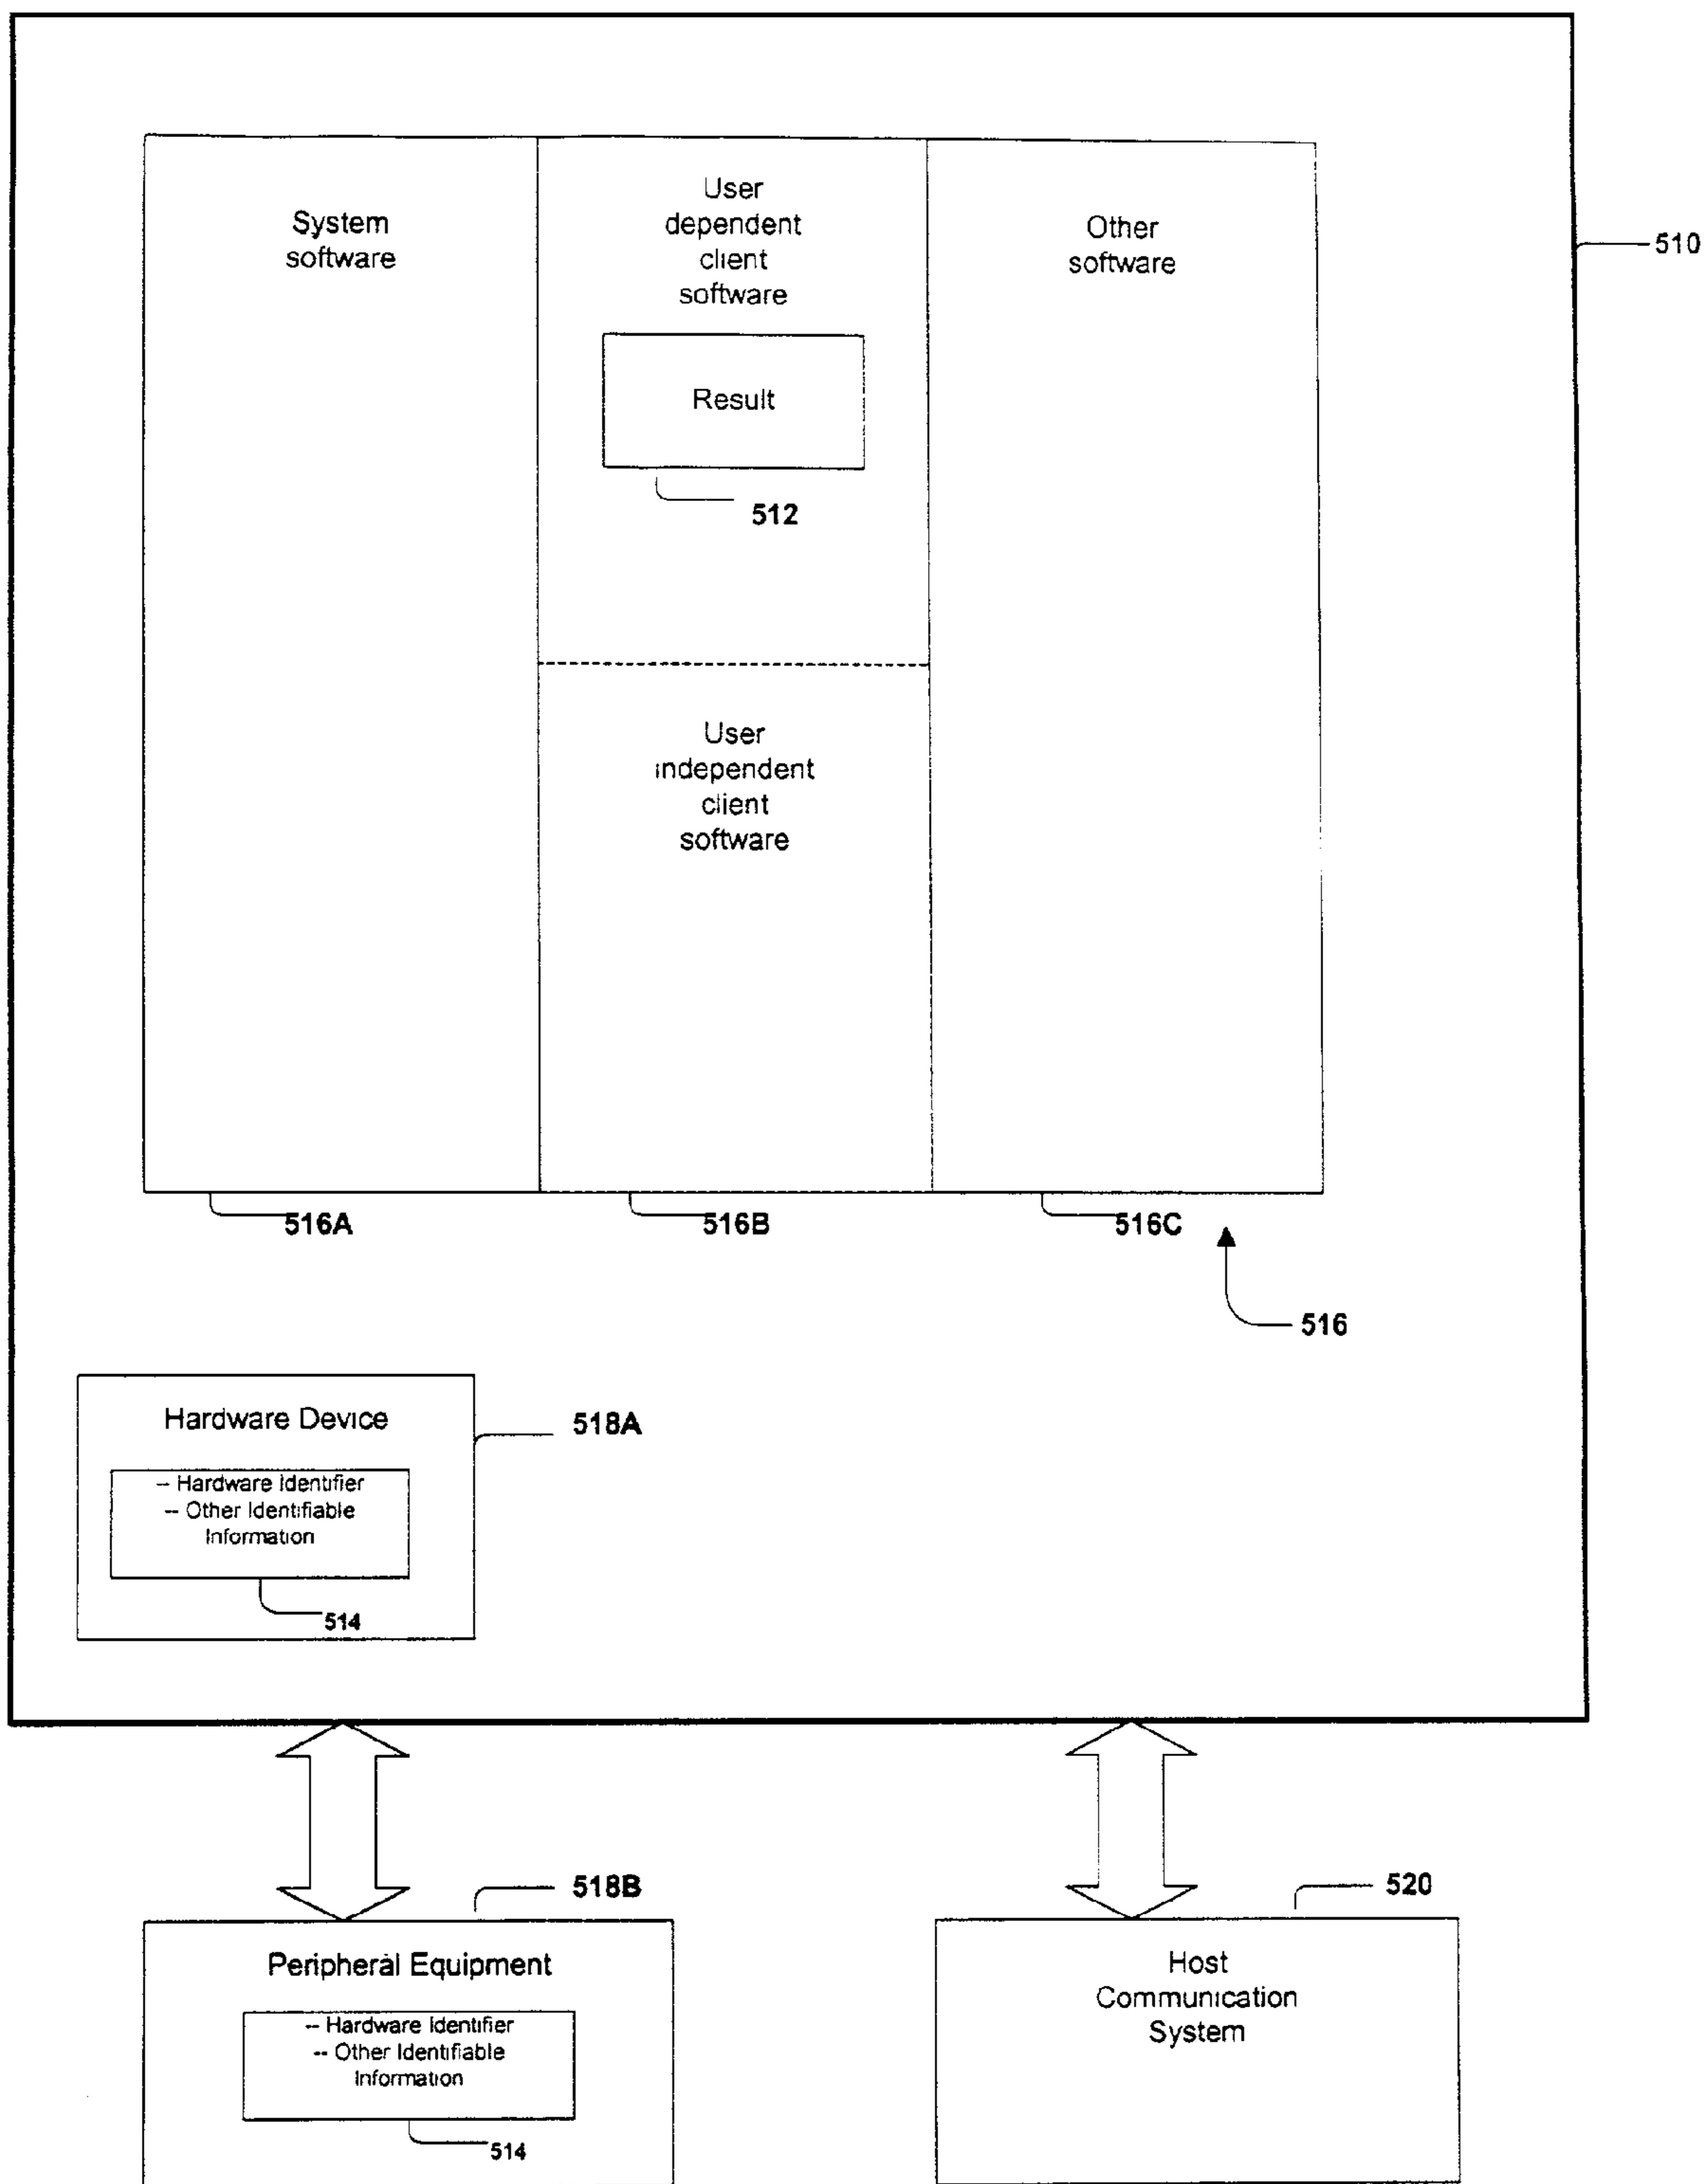 System
software
User
dependent
client
software
Other
software
510
Result
512
User
independent
client
software
516A
516B
516C
516
Hardware Device
518A
-- Hardware Identifier
-- Other Identifiable
Information
514
518B
520
Peripheral Equipment
-- Hardware Identifier
-- Other Identifiable
Information
514
Host
Communication
System